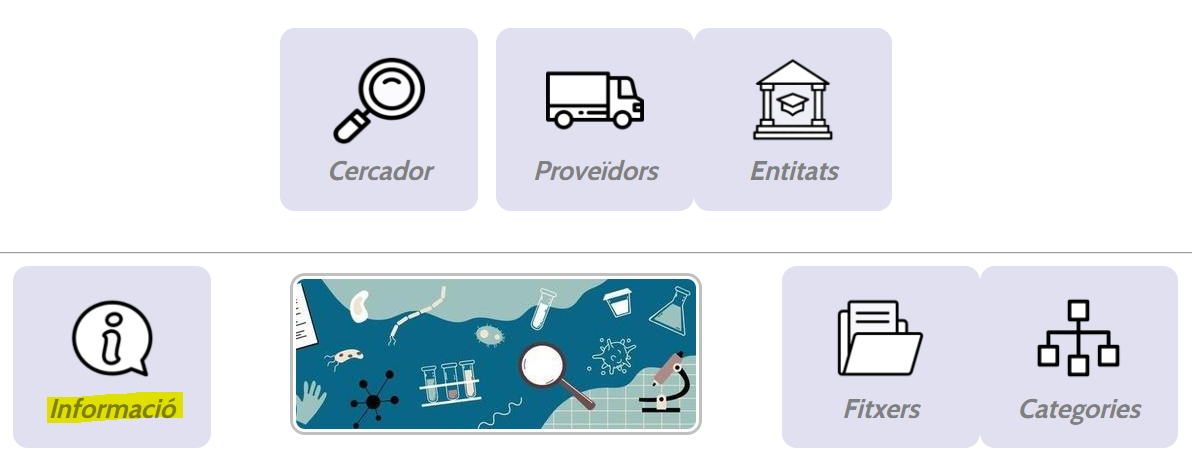 Cercador
Proveïdors
Entitats
Informació
Fitxers
Categories